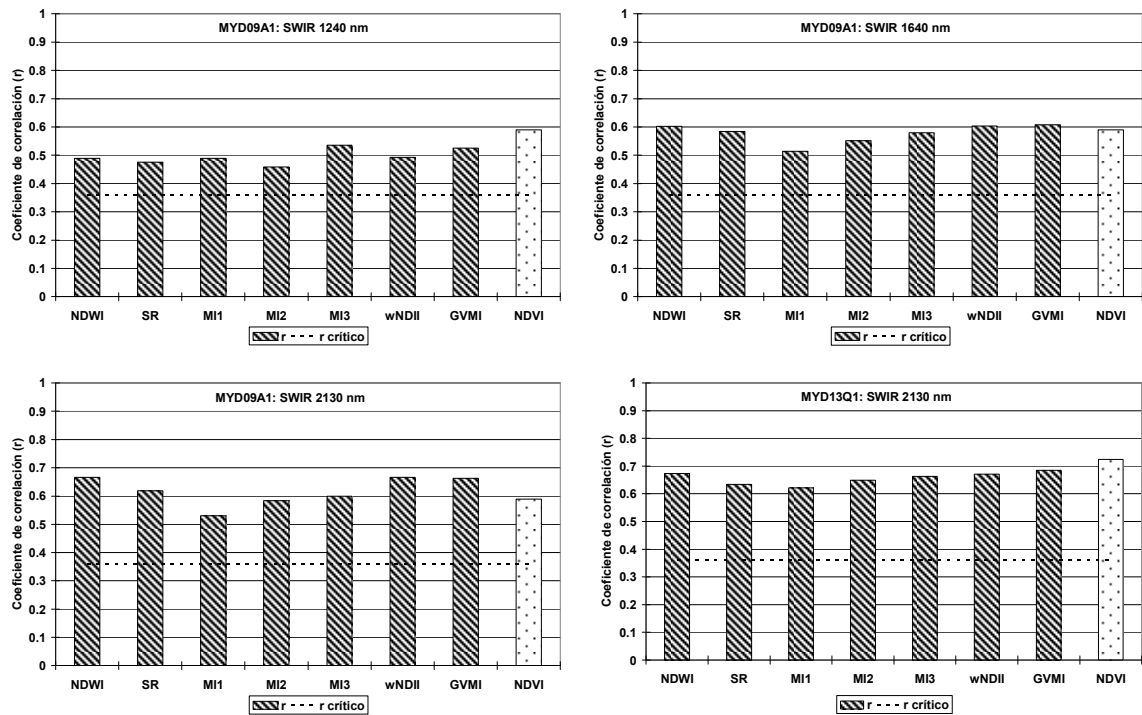 MYD09A1: SWIR 1240 nm
Coeficiente de correlación (r)
1
0.9
0.8
0.7
0.6
0.5
0.4
0.3
0.2
0.1
0
NDWI SR MI1 MI2 MI3 wNDII GVMI NDVI
r r crítico
MYD09A1: SWIR 1640 nm
Coeficiente de correlación (r)
1
0.9
0.8
0.7
0.6
0.5
0.4
0.3
0.2
0.1
0
NDWI SR MI1 MI2 MI3 wNDII GVMI NDVI
r r crítico
MYD09A1: SWIR 2130 nm
Coeficiente de correlación (r)
1
0.9
0.8
0.7
0.6
0.5
0.4
0.3
0.2
0.1
0
NDWI SR MI1 MI2 MI3 wNDII GVMI NDVI
r r crítico
MYD13Q1: SWIR 2130 nm
Coeficiente de correlación (r)
1
0.9
0.8
0.7
0.6
0.5
0.4
0.3
0.2
0.1
0
NDWI SR MI1 MI2 MI3 wNDII GVMI NDVI
r r crítico